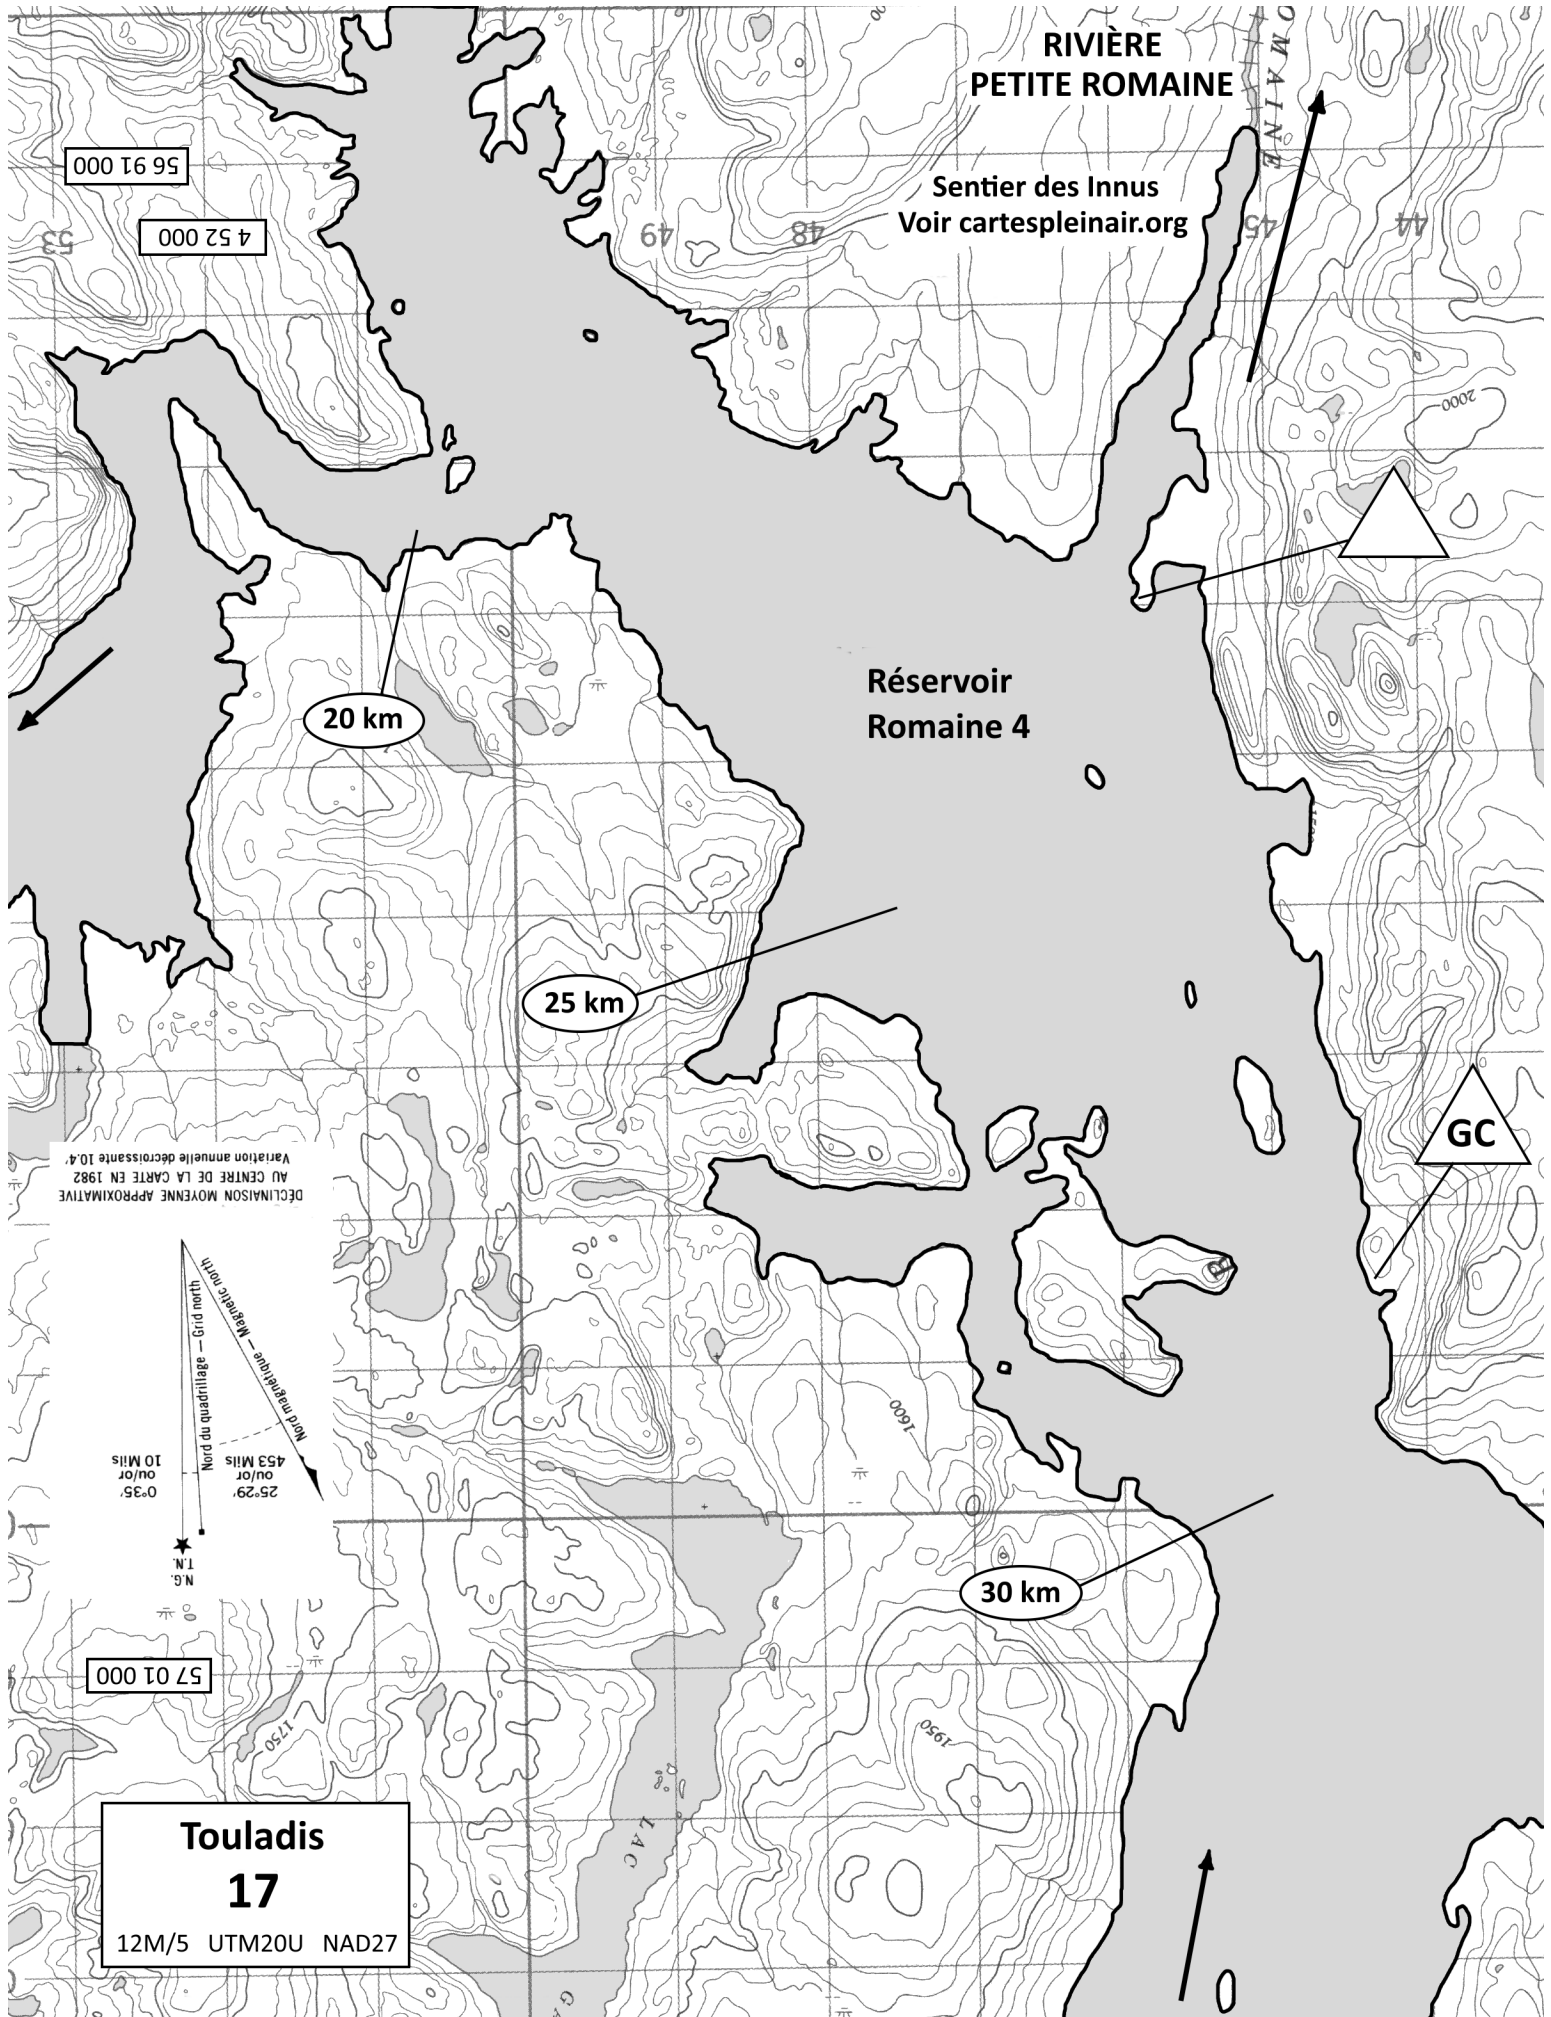 RIVIÈRE
PETITE ROMAINE
OMAINE
56 91 000
Sentier des Innus
Voir cartespleinair.org
4 52 000
53
49
48
45
44
2000
Réservoir
Romaine 4
20 km
25 km
GC
B
DÉCLINAISON MOYENNE APPROXIMATIVE
AU CENTRE DE LA CARTE EN 1982
Variation annuelle décroissante 10.4'
Nord du quadrillage — Grid north
Nord magnétique — Magnetic north
0°35'
ou/or
10 Mils
25°29'
ou/or
453 Mils
N.G.
T.N.
1600
30 km
57 01 000
1750
1950
LAC
GA
Touladis
17
12M/5 UTM20U NAD27